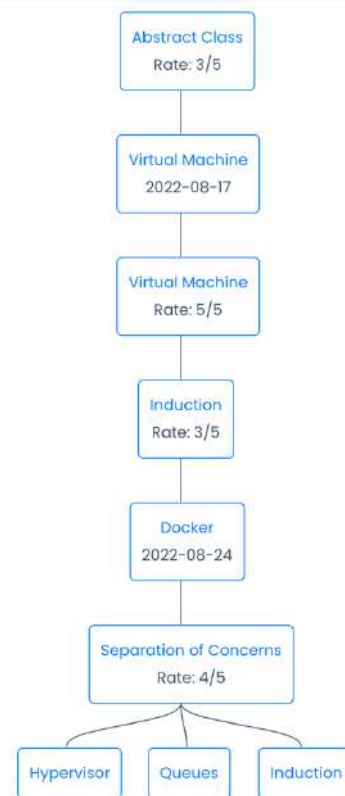 Abstract Class
Rate: 3/5
Virtual Machine
2022-08-17
Virtual Machine
Rate: 5/5
Induction
Rate: 3/5
Docker
2022-08-24
Separation of Concerns
Rate: 4/5
Hypervisor
Queues
Induction